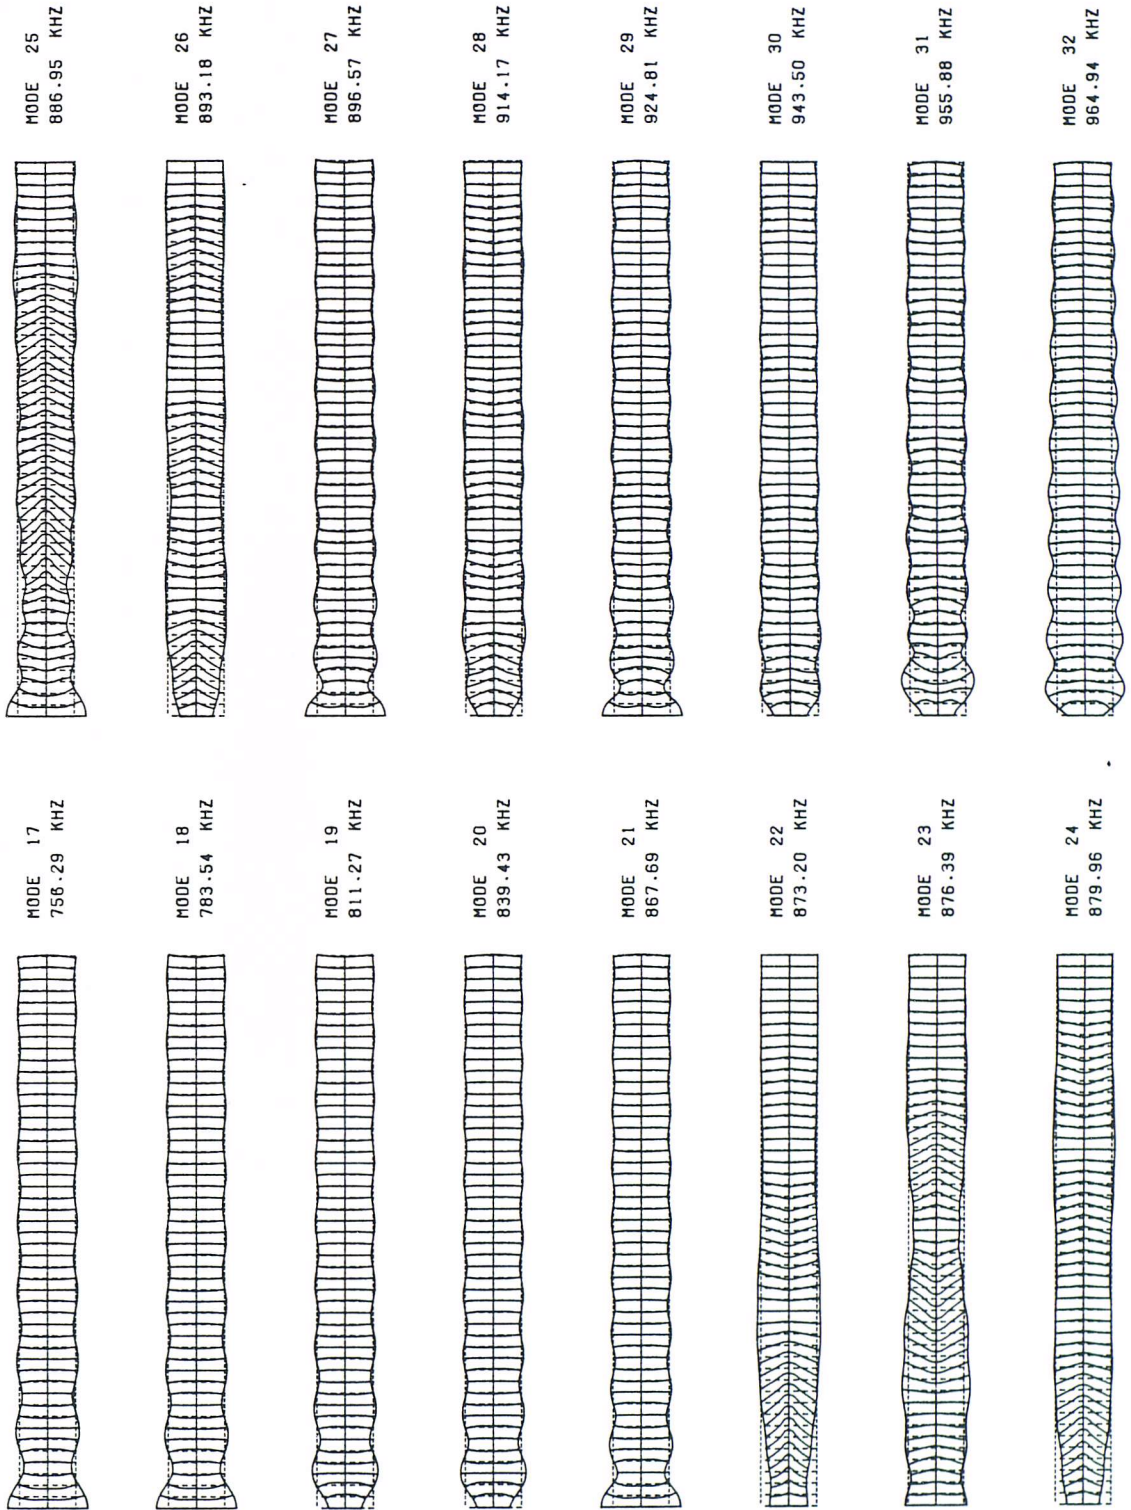 MODE 17
756.29 KHZ
MODE 18
783.54 KHZ
MODE 19
811.27 KHZ
MODE 20
839.43 KHZ
MODE 21
867.69 KHZ
MODE 22
873.20 KHZ
MODE 23
876.39 KHZ
MODE 24
879.96 KHZ
MODE 25
886.95 KHZ
MODE 26
893.18 KHZ
MODE 27
896.57 KHZ
MODE 28
914.17 KHZ
MODE 29
924.81 KHZ
MODE 30
943.50 KHZ
MODE 31
955.88 KHZ
MODE 32
964.94 KHZ